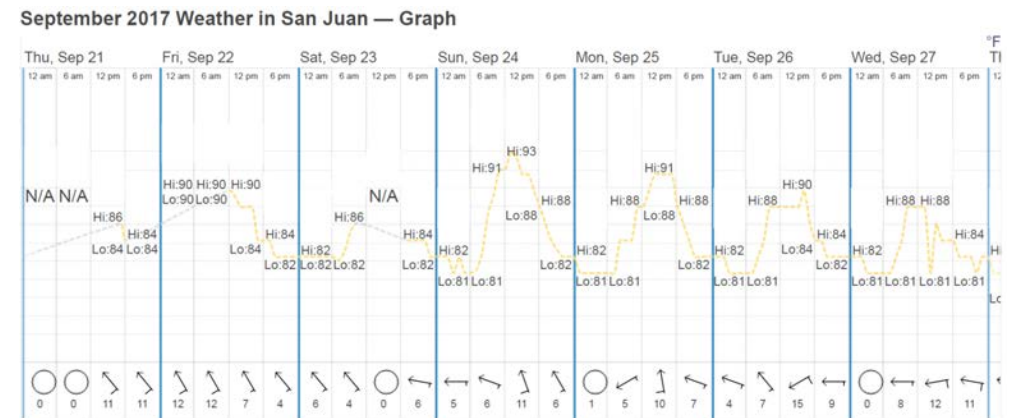 September 2017 Weather in San Juan — Graph
°F
Thu, Sep 21 Fri, Sep 22 Sat, Sep 23 Sun, Sep 24 Mon, Sep 25 Tue, Sep 26 Wed, Sep 27
12 am 6 am 12 pm 6 pm 12 am 6 am 12 pm 6 pm 12 am 6 am 12 pm 6 pm 12 am 6 am 12 pm 6 pm 12 am 6 am 12 pm 6 pm 12 am 6 am 12 pm 6 pm 12 am 6 am 12 pm 6 pm 12
Hi:93
Hi:91 Hi:91
Lo:88 Lo:88
Hi:90 Hi:90 Hi:90 Hi:90
Lo:90 Lo:90
N/A N/A N/A
Hi:88 Hi:88 Hi:88 Hi:88 Hi:88 Hi:88
Hi:86 Hi:86
Hi:84 Hi:84 Hi:84 Hi:84 Hi:84
Lo:84 Lo:84 Lo:84 Lo:84
Hi:82 Hi:82 Hi:82 Hi:82 Hi:82
Lo:82 Lo:82 Lo:82 Lo:82 Lo:82 Lo:82 Lo:82
Lo:81 Lo:81 Lo:81 Lo:81 Lo:81 Lo:81 Lo:81 Lo:81 Lo:81
0 0 11 11 12 12 7 4 6 4 0 6 5 6 11 6 1 5 10 7 4 7 15 9 0 8 12 11